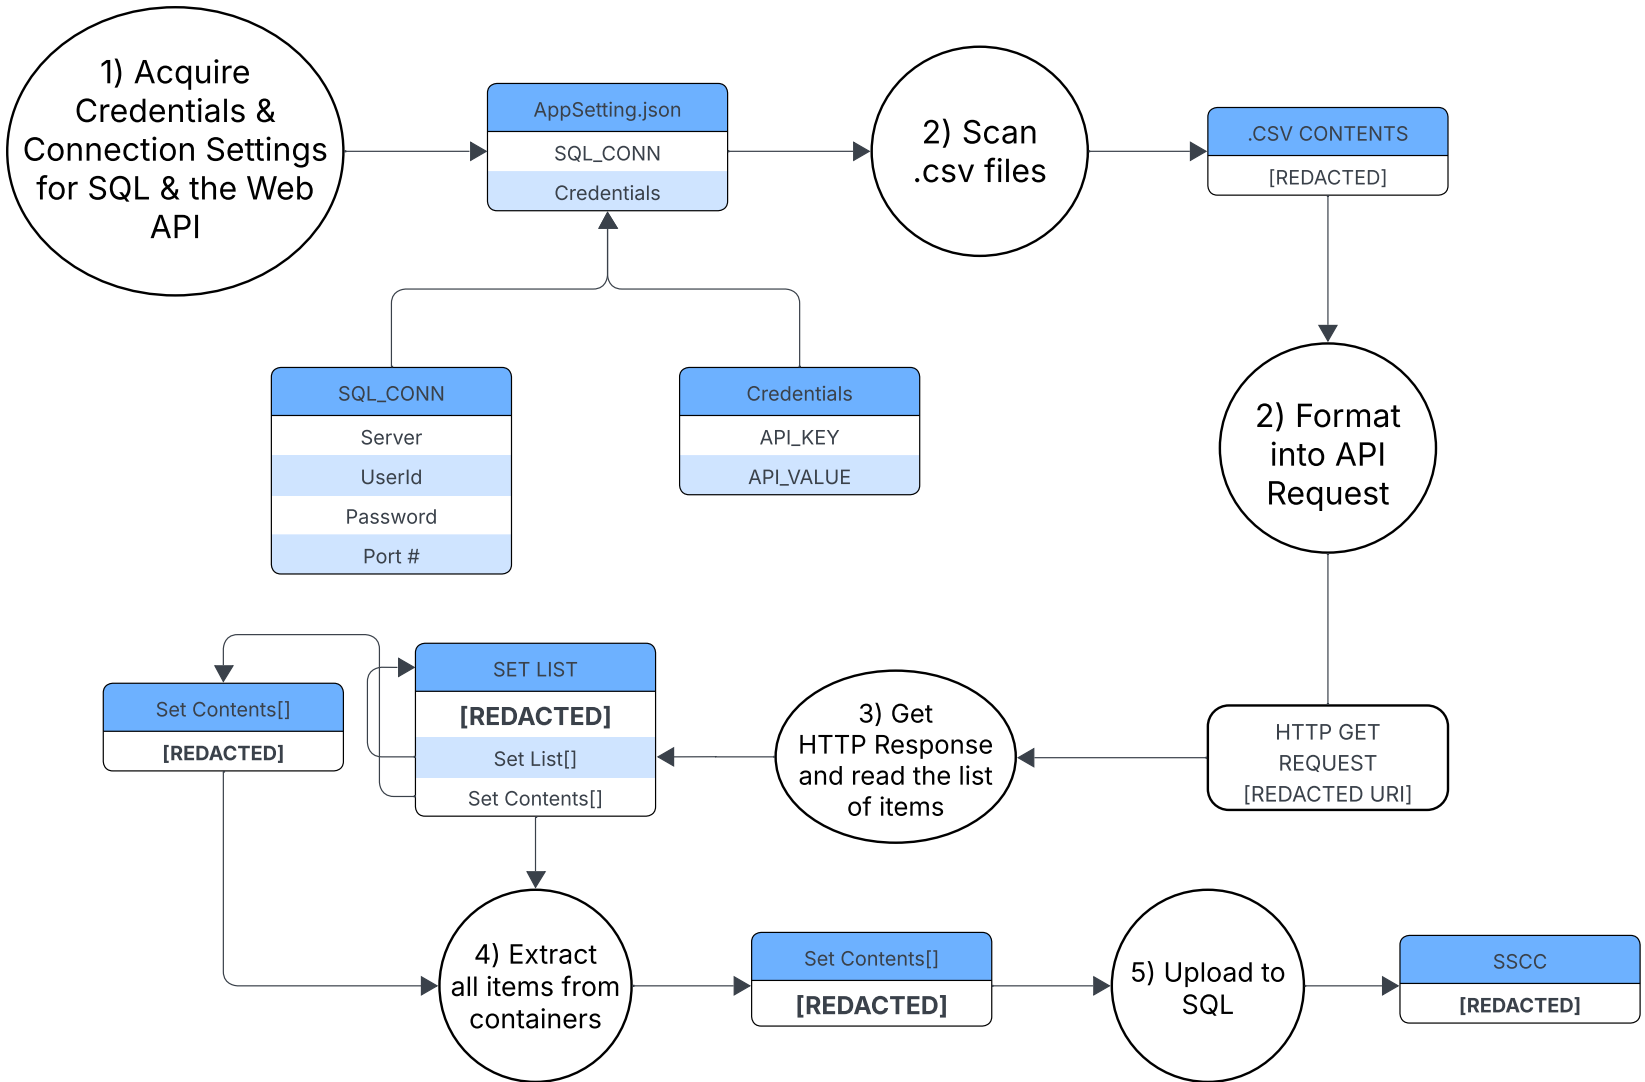 1) Acquire
Credentials &
Connection Settings
for SQL & the Web
API
AppSetting.json
SQL_CONN
Credentials
2) Scan
.csv files
.CSV CONTENTS
[REDACTED]
SQL_CONN
Server
UserId
Password
Port #
Credentials
API_KEY
API_VALUE
2) Format
into API
Request
HTTP GET
REQUEST
[REDACTED URI]
3) Get
HTTP Response
and read the list
of items
SET LIST
[REDACTED]
Set List[]
Set Contents[]
Set Contents[]
[REDACTED]
4) Extract
all items from
containers
Set Contents[]
[REDACTED]
5) Upload to
SQL
SSCC
[REDACTED]